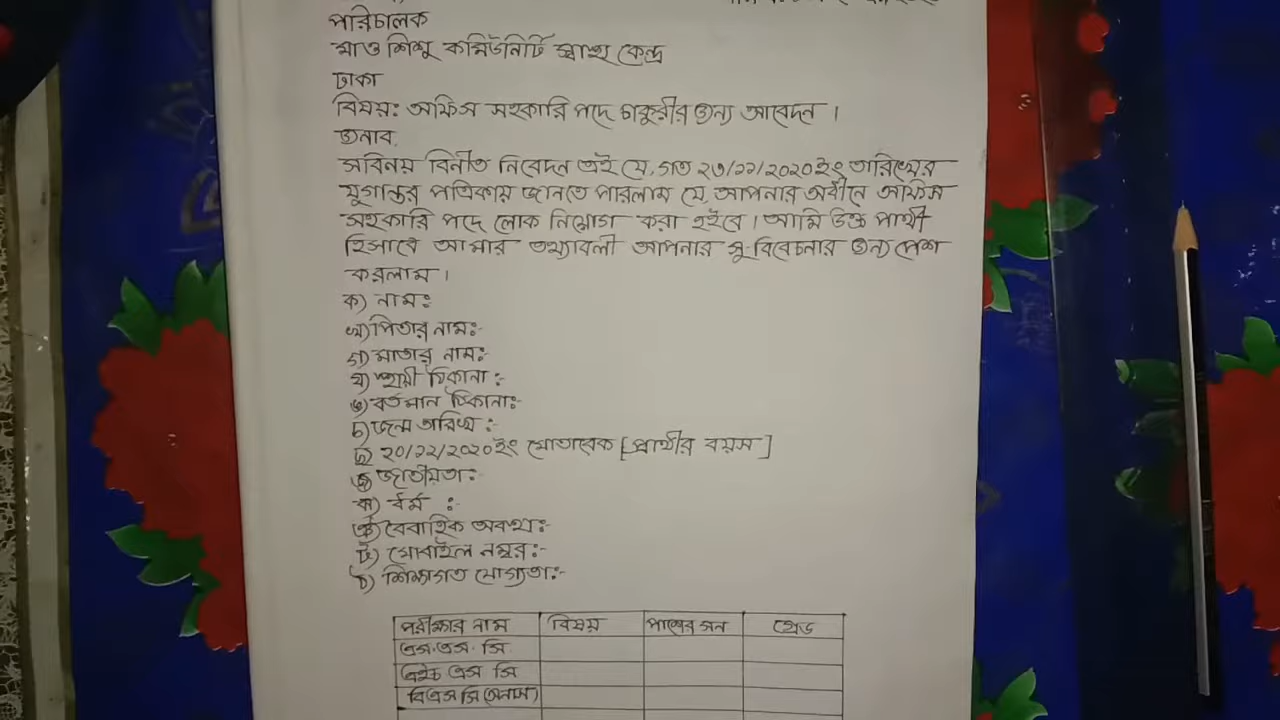 পরিচালক
মাও শিশু কমিউনিটি স্বাস্থ্য কেন্দ্র
ঢাকা
বিষয়: অফিস সহকারি পদে চাকুরীর জন্য আবেদন।
জনাব,
সবিনয় বিনীত নিবেদন এই যে, গত ২৩/১১/২০২০ইং তারিখের
যুগান্তর পত্রিকায় জানতে পারলাম যে, আপনার অধীনে অফিস
সহকারি পদে লোক নিয়োগ করা হইবে। আমি উক্ত পার্থী
হিসাবে আমার তথ্যাবলী আপনার সু-বিবেচনার জন্য পেশ
করলাম।
ক) নাম:
খ) পিতার নাম:-
গ) মাতার নাম:-
ঘ) স্থায়ী ঠিকানা :-
ঙ) বর্তমান ঠিকানা:-
চ) জন্ম তারিখ :-
ছ) ২০/১২/২০২০ইং মোতাবেক [প্রার্থীর বয়স]
জ) জাতীয়তা:-
ঝ) ধর্ম :-
ঞ) বৈবাহিক অবস্থা:-
ট) মোবাইল নম্বর:-
ঠ) শিক্ষাগত যোগ্যতা:-
পরীক্ষার নাম বিষয় পাশের সন গ্রেড
এস.এস. সি
এইচ এস সি
বিএস সি (অনার্স)